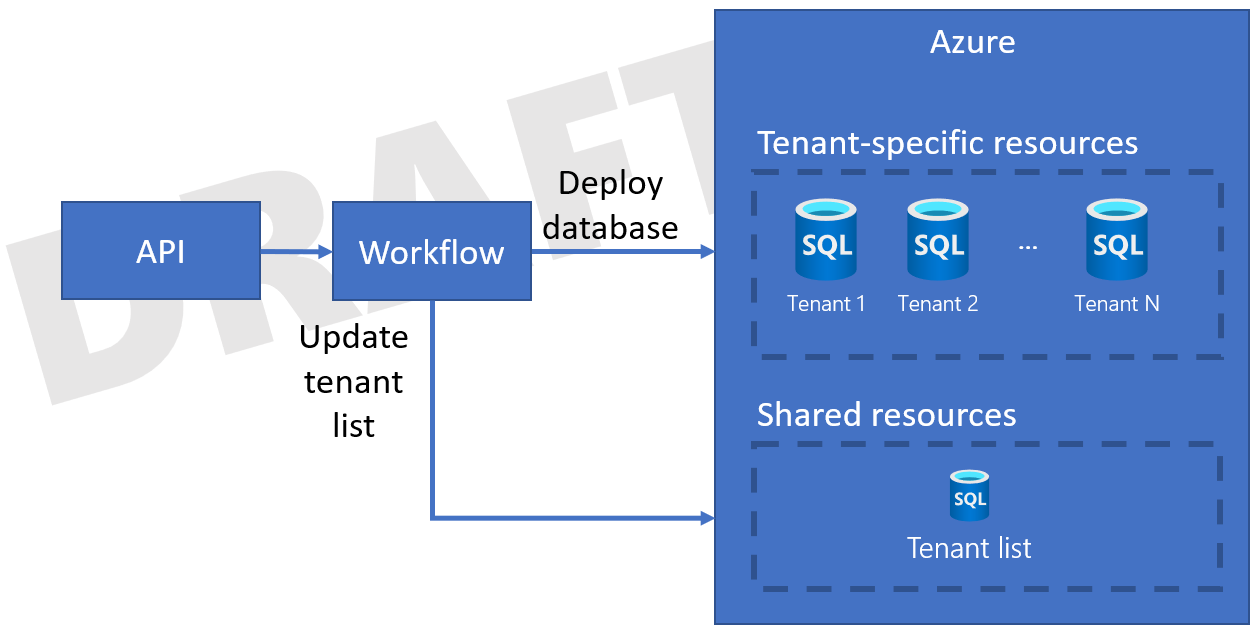 Azure
Tenant-specific resources
DRAFT
Deploy
database
API
Workflow
SQL
SQL
...
SQL
Tenant 1
Tenant 2
Tenant N
Update
tenant
list
Shared resources
SQL
Tenant list